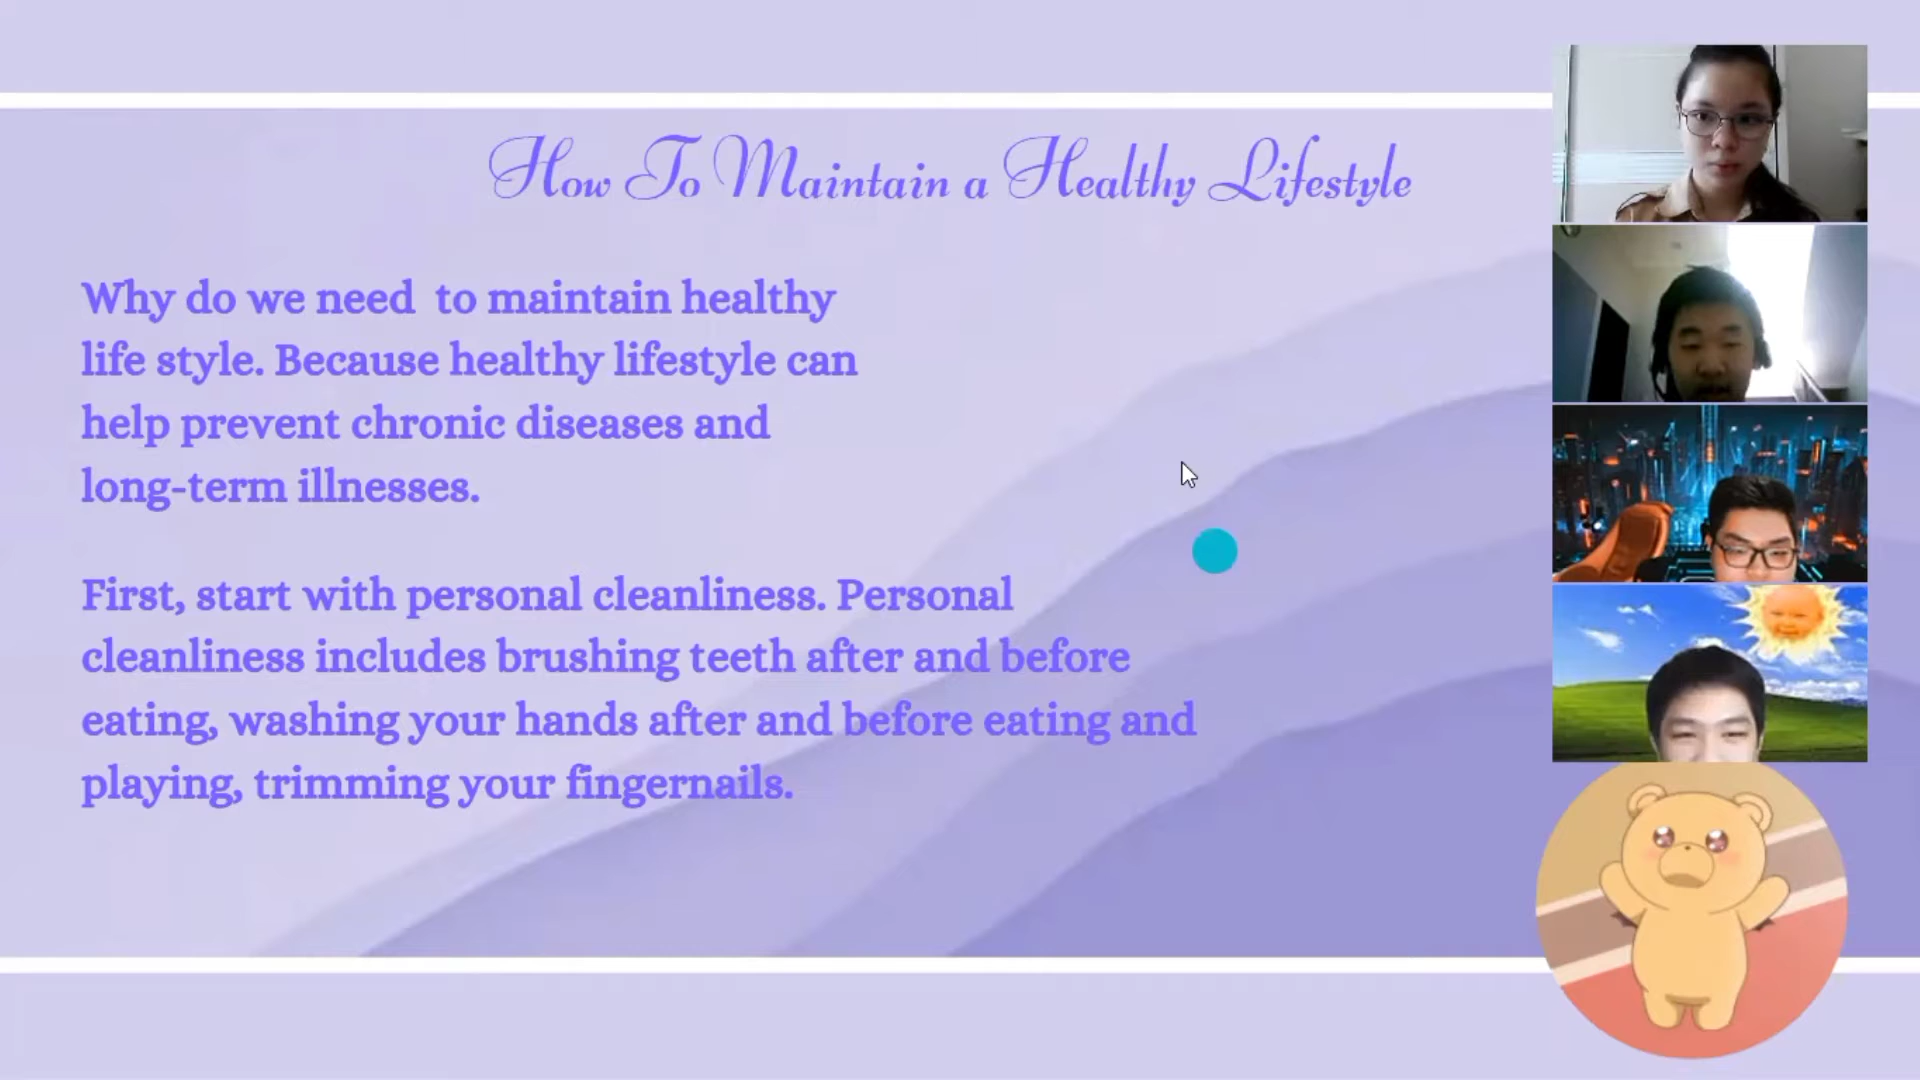 How To Maintain a Healthy Lifestyle
Why do we need to maintain healthy
life style. Because healthy lifestyle can
help prevent chronic diseases and
long-term illnesses.
First, start with personal cleanliness. Personal
cleanliness includes brushing teeth after and before
eating, washing your hands after and before eating and
playing, trimming your fingernails.